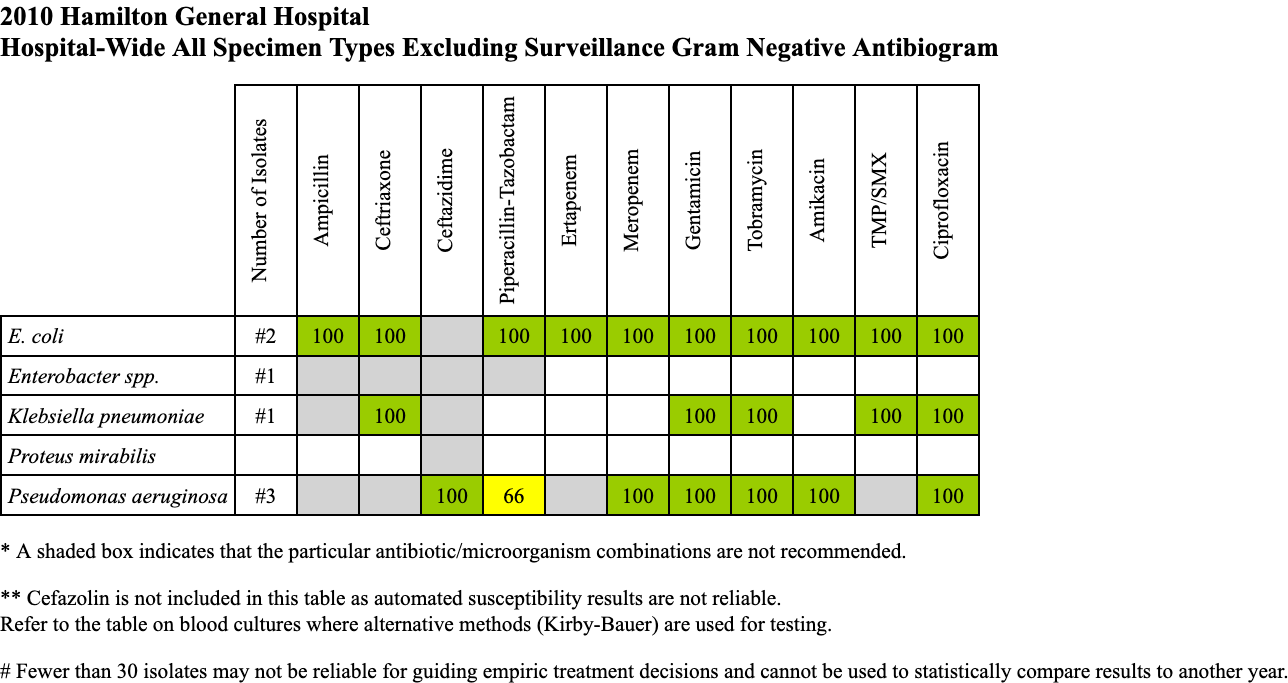 2010 Hamilton General Hospital
Hospital-Wide All Specimen Types Excluding Surveillance Gram Negative Antibiogram
Number of Isolates Ampicillin Ceftriaxone Ceftazidime Piperacillin-Tazobactam Ertapenem Meropenem Gentamicin Tobramycin Amikacin TMP/SMX Ciprofloxacin
E. coli #2 100 100 100 100 100 100 100 100 100 100
Enterobacter spp. #1
Klebsiella pneumoniae #1 100 100 100 100 100
Proteus mirabilis
Pseudomonas aeruginosa #3 100 66 100 100 100 100 100
* A shaded box indicates that the particular antibiotic/microorganism combinations are not recommended.
** Cefazolin is not included in this table as automated susceptibility results are not reliable.
Refer to the table on blood cultures where alternative methods (Kirby-Bauer) are used for testing.
# Fewer than 30 isolates may not be reliable for guiding empiric treatment decisions and cannot be used to statistically compare results to another year.